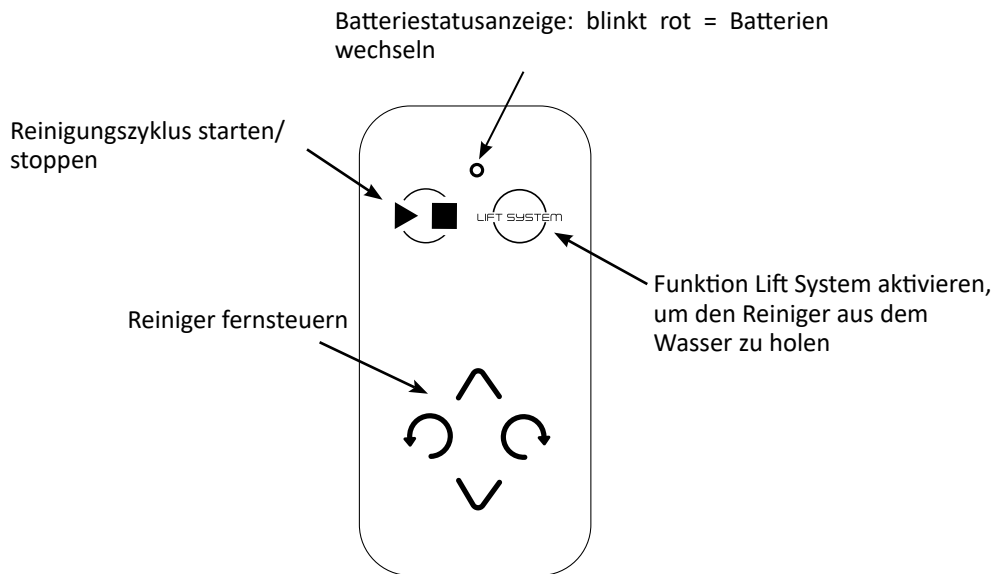 Batteriestatusanzeige: blinkt rot = Batterien
wechseln
Reinigungszyklus starten/
stoppen
LIFT SYSTEM
Funktion Lift System aktivieren,
um den Reiniger aus dem
Wasser zu holen
Reiniger fernsteuern